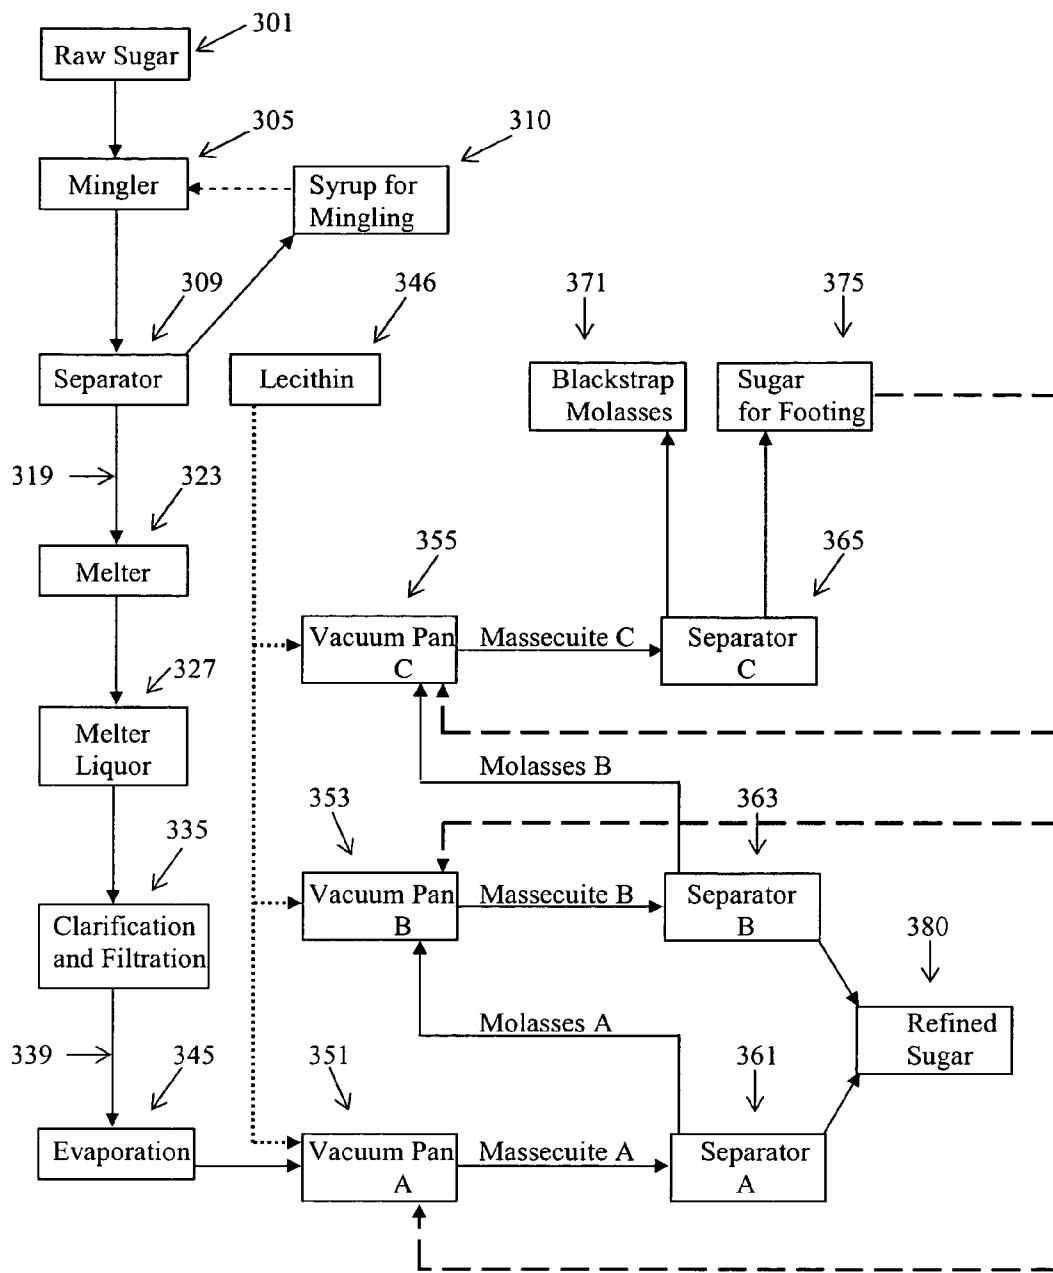 301
Raw Sugar
305
310
Mingler
Syrup for
Mingling
309
346
371
375
Separator
Lecithin
Blackstrap
Molasses
Sugar
for Footing
319
323
Melter
355
365
Vacuum Pan
C
Massecuite C
Separator
C
327
Melter
Liquor
Molasses B
353
363
335
Vacuum Pan
B
Massecuite B
Separator
B
Clarification
and Filtration
380
Molasses A
Refined
Sugar
339
345
351
361
Evaporation
Vacuum Pan
A
Massecuite A
Separator
A